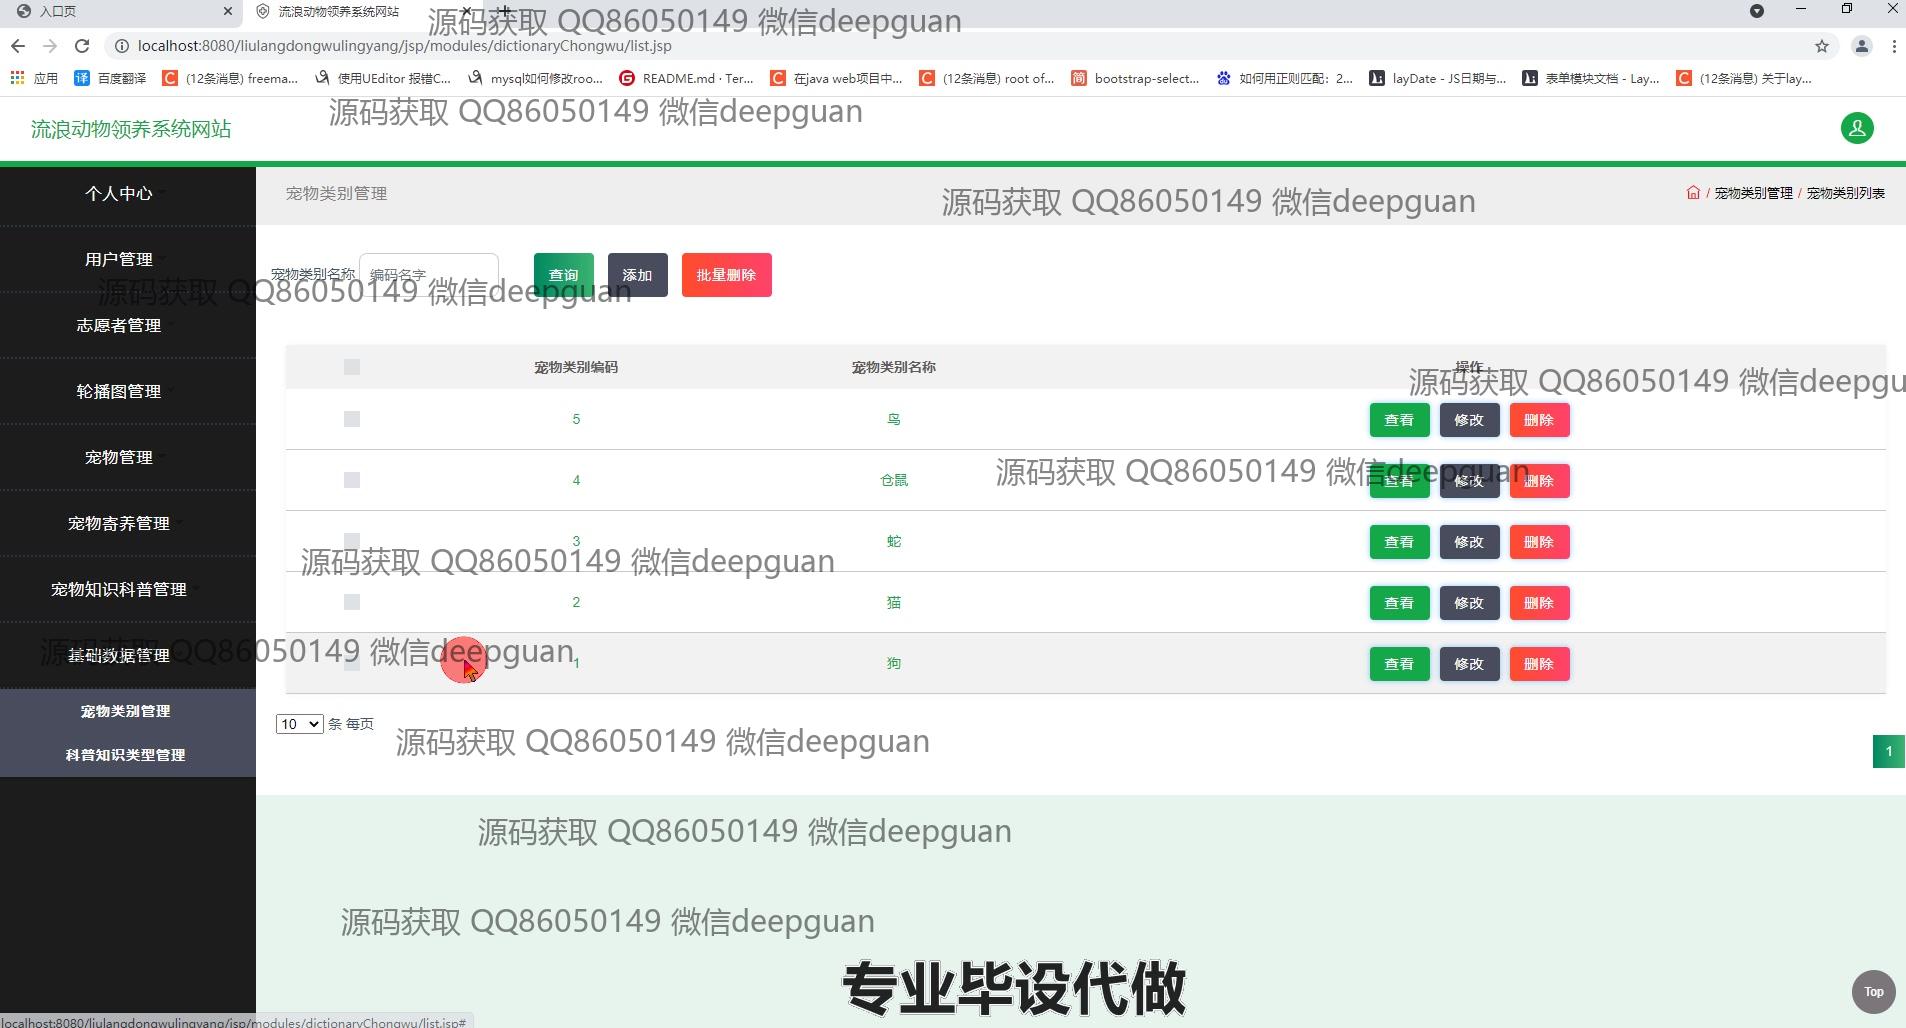 入口页
流浪动物领养系统网站
源码获取 QQ86050149 微信deepguan
localhost:8080/liulangdongwulingyang/jsp/modules/dictionaryChongwu/list.jsp
应用 百度翻译 (12条消息) freema... 使用UEditor 报错C... mysql如何修改roo... README.md · Ter... 在java web项目中... (12条消息) root of... bootstrap-select... 如何用正则匹配：2... layDate - JS日期与... 表单模块文档 - Lay... (12条消息) 关于lay...
源码获取 QQ86050149 微信deepguan
流浪动物领养系统网站
个人中心
宠物类别管理
源码获取 QQ86050149 微信deepguan
/ 宠物类别管理 / 宠物类别列表
用户管理
宠物类别名称 编码名字 查询 添加 批量删除
源码获取 QQ86050149 微信deepguan
志愿者管理
宠物类别编码 宠物类别名称 操作
源码获取 QQ86050149 微信deepgu
轮播图管理
5 鸟 查看 修改 删除
宠物管理
源码获取 QQ86050149 微信deepguan
4 仓鼠 查看 修改 删除
宠物寄养管理
3 蛇 查看 修改 删除
源码获取 QQ86050149 微信deepguan
宠物知识科普管理
2 猫 查看 修改 删除
源码获取 QQ86050149 微信deepguan
基础数据管理
1 狗 查看 修改 删除
宠物类别管理
10 条 每页
源码获取 QQ86050149 微信deepguan
1
科普知识类型管理
源码获取 QQ86050149 微信deepguan
源码获取 QQ86050149 微信deepguan
专业毕设代做
Top
localhost:8080/liulangdongwulingyang/jsp/modules/dictionaryChongwu/list.jsp#